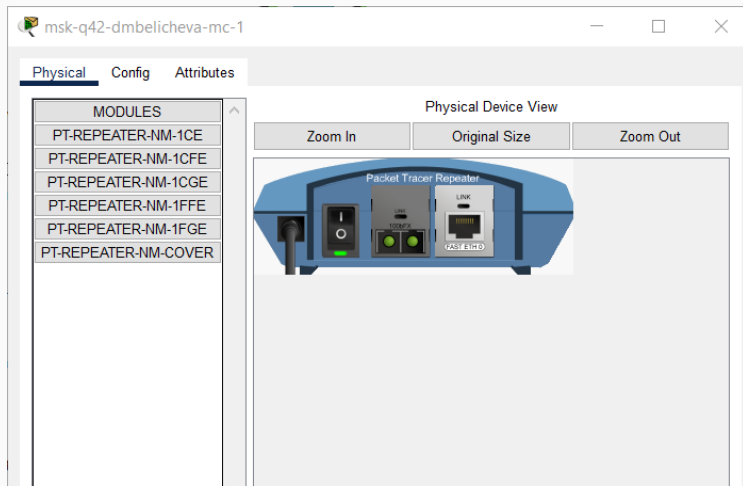 msk-q42-dmbelicheva-mc-1
Physical Config Attributes
MODULES
PT-REPEATER-NM-1CE
PT-REPEATER-NM-1CFE
PT-REPEATER-NM-1CGE
PT-REPEATER-NM-1FFE
PT-REPEATER-NM-1FGE
PT-REPEATER-NM-COVER
Physical Device View
Zoom In Original Size Zoom Out
Packet Tracer Repeater
LINK
LINK
100bFX
FAST ETH 0